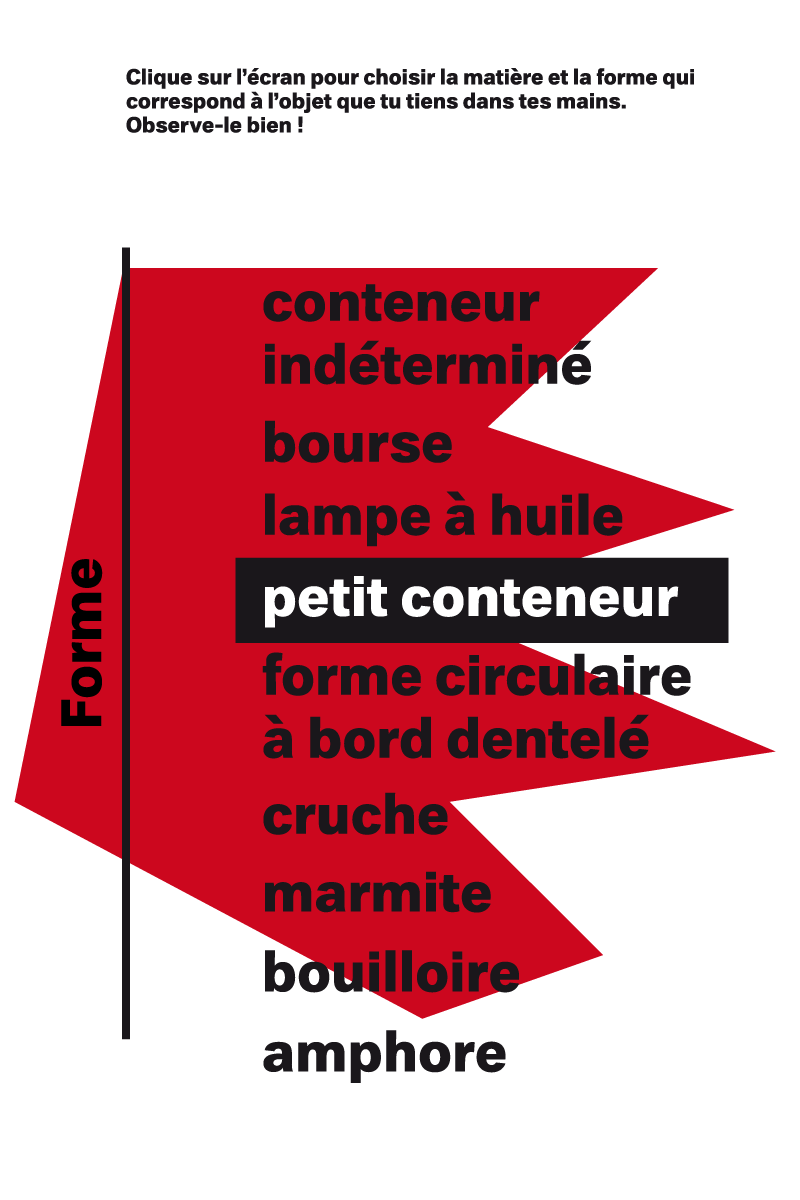 Clique sur l’écran pour choisir la matière et la forme qui
correspond à l’objet que tu tiens dans tes mains.
Observe-le bien !
Forme
conteneur
indéterminé
bourse
lampe à huile
petit conteneur
forme circulaire
à bord dentelé
cruche
marmite
bouilloire
amphore